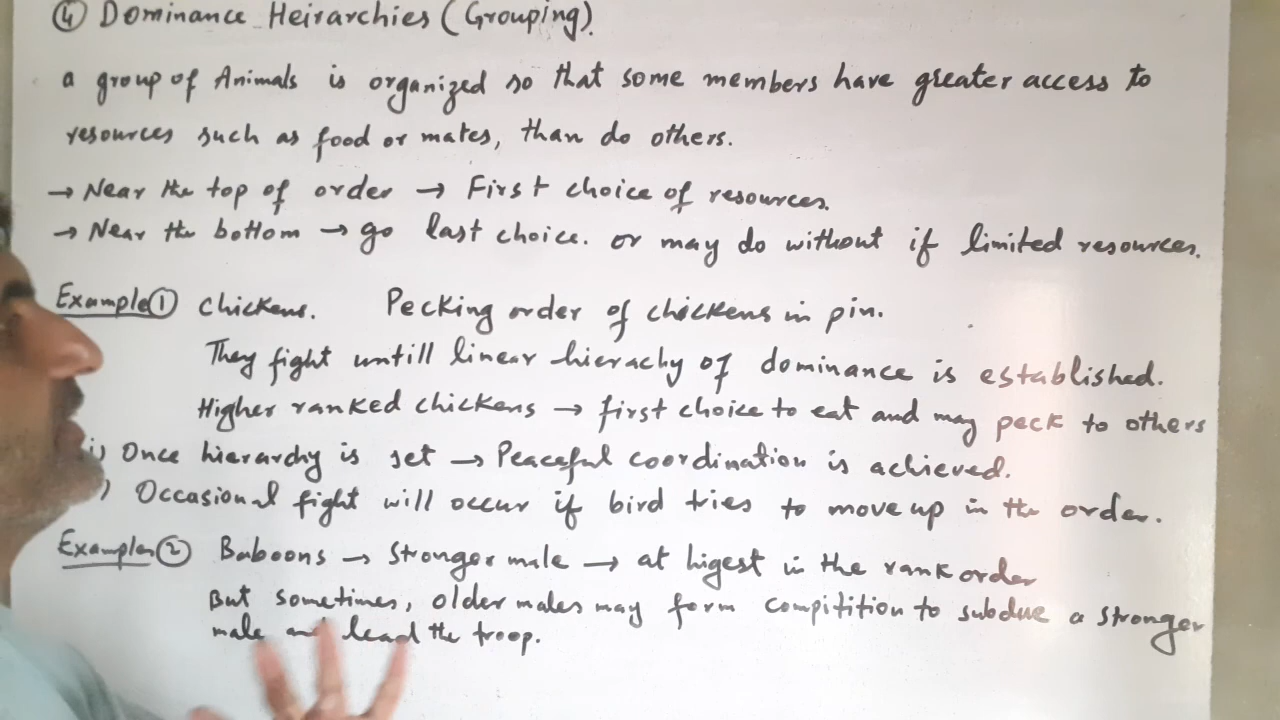 ④ Dominance Heirarchies (Grouping).
a group of Animals is organized so that some members have greater access to
resources such as food or mates, than do others.
→ Near the top of order → First choice of resources.
→ Near the bottom → go last choice. or may do without if limited resources.
Example① Chickens. Pecking order of chickens in pin.
They fight untill linear hierachy of dominance is established.
Higher ranked chickens → first choice to eat and may peck to others
i) Once hierarchy is set → Peaceful coordination is achieved.
) Occasional fight will occur if bird tries to move up in the order.
Example② Baboons → Stronger male → at higest in the rank order
But sometimes, older males may form compitition to subdue a stronger
male and lead the troop.